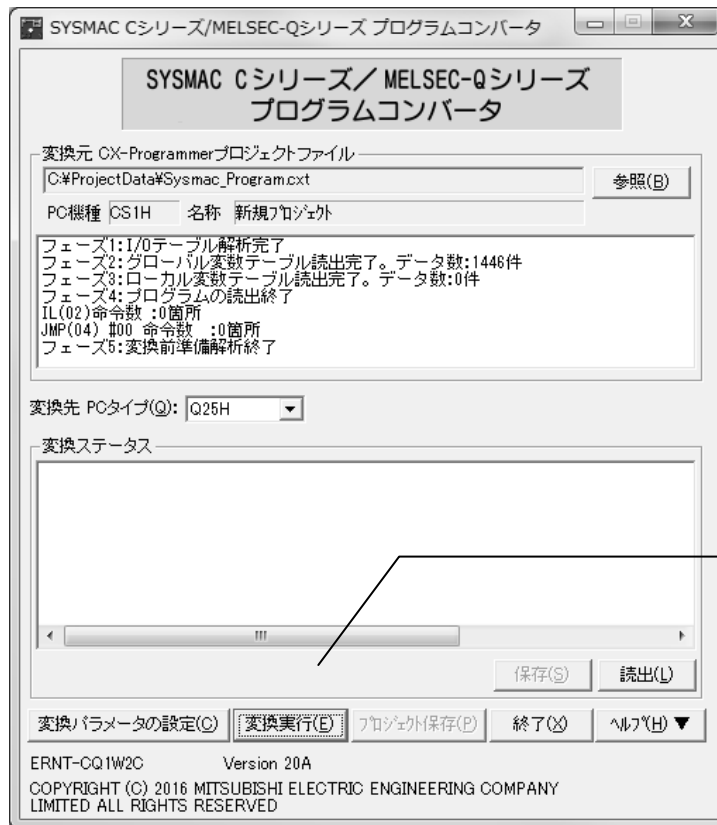 SYSMAC Cシリーズ/MELSEC-Qシリーズ プログラムコンバータ
SYSMAC Cシリーズ／MELSEC-Qシリーズ
プログラムコンバータ
変換元 CX-Programmerプロジェクトファイル
C:¥ProjectData¥Sysmac_Program.cxt
参照(B)
PC機種 CS1H 名称 新規ﾌﾟﾛｼﾞｪｸﾄ
フェーズ1:I/Oテーブル解析完了
フェーズ2:グローバル変数テーブル読出完了。データ数:1446件
フェーズ3:ローカル変数テーブル読出完了。データ数:0件
フェーズ4:プログラムの読出終了
IL(02)命令数 :0箇所
JMP(04) #00 命令数 :0箇所
フェーズ5:変換前準備解析終了
変換先 PCタイプ(Q): Q25H
変換ステータス
保存(S) 読出(L)
変換パラメータの設定(C) 変換実行(E) ﾌﾟﾛｼﾞｪｸﾄ保存(P) 終了(X) ﾍﾙﾌﾟ(H) ▼
ERNT-CQ1W2C Version 20A
COPYRIGHT (C) 2016 MITSUBISHI ELECTRIC ENGINEERING COMPANY
LIMITED ALL RIGHTS RESERVED